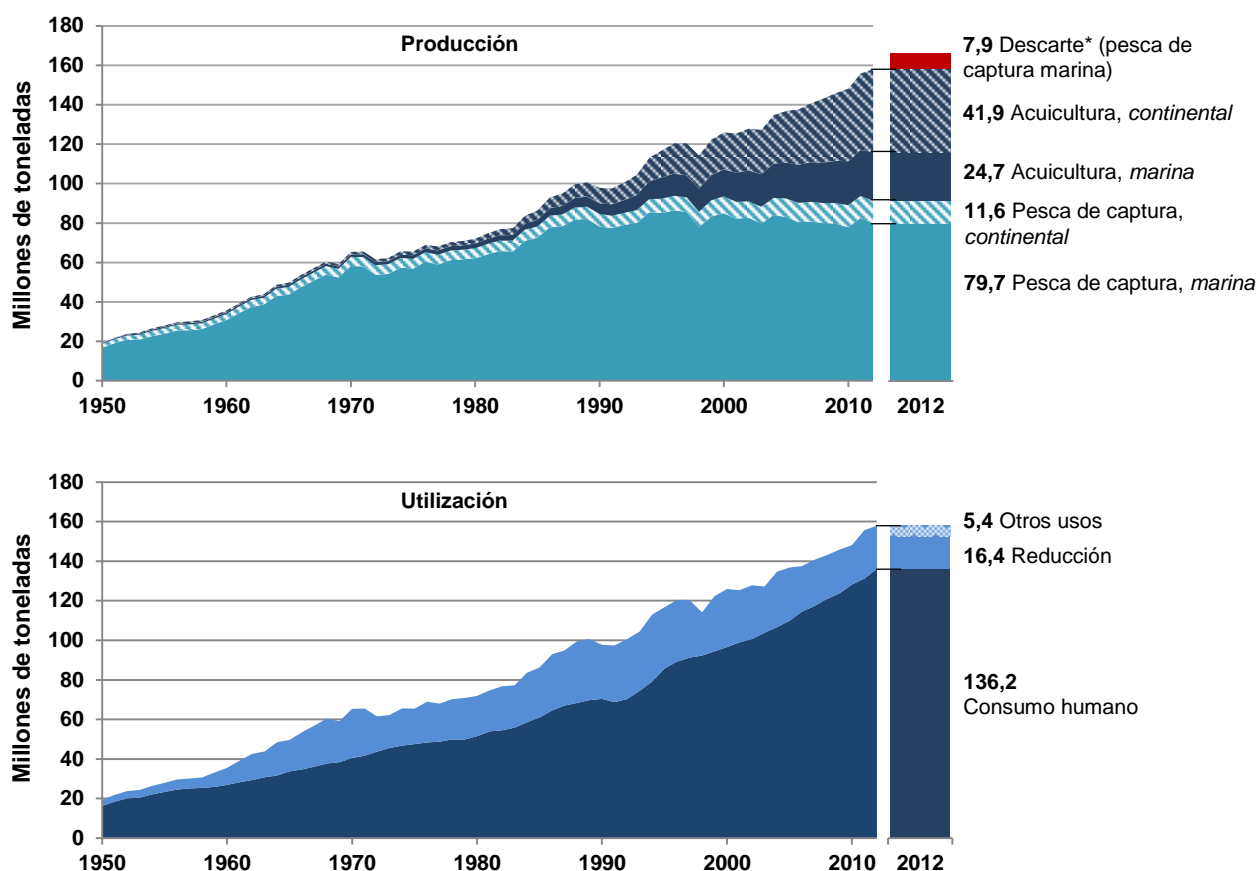 Producción
Millones de toneladas
180
160
140
120
100
80
60
40
20
0
1950 1960 1970 1980 1990 2000 2010 2012
7,9 Descarte* (pesca de
captura marina)
41,9 Acuicultura, continental
24,7 Acuicultura, marina
11,6 Pesca de captura,
continental
79,7 Pesca de captura, marina
Utilización
Millones de toneladas
180
160
140
120
100
80
60
40
20
0
1950 1960 1970 1980 1990 2000 2010 2012
5,4 Otros usos
16,4 Reducción
136,2
Consumo humano